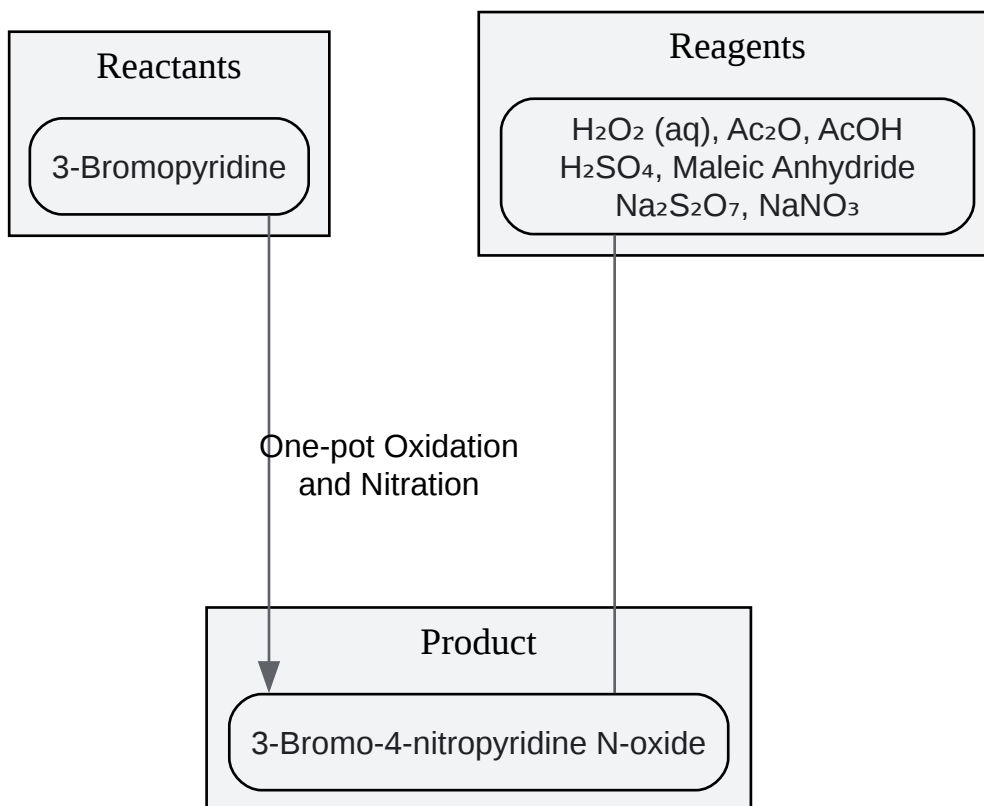 Reactants
3-Bromopyridine
Reagents
H₂O₂ (aq), Ac₂O, AcOH
H₂SO₄, Maleic Anhydride
Na₂S₂O₇, NaNO₃
One-pot Oxidation
and Nitration
Product
3-Bromo-4-nitropyridine N-oxide